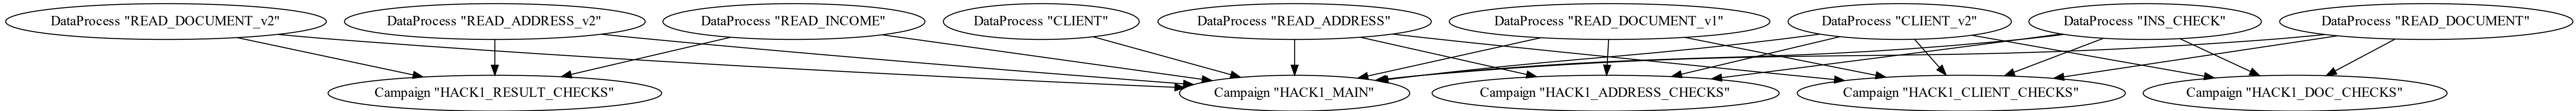 DataProcess "READ_DOCUMENT_v2"
DataProcess "READ_ADDRESS_v2"
DataProcess "READ_INCOME"
DataProcess "CLIENT"
DataProcess "READ_ADDRESS"
DataProcess "READ_DOCUMENT_v1"
DataProcess "CLIENT_v2"
DataProcess "INS_CHECK"
DataProcess "READ_DOCUMENT"
Campaign "HACK1_RESULT_CHECKS"
Campaign "HACK1_MAIN"
Campaign "HACK1_ADDRESS_CHECKS"
Campaign "HACK1_CLIENT_CHECKS"
Campaign "HACK1_DOC_CHECKS"